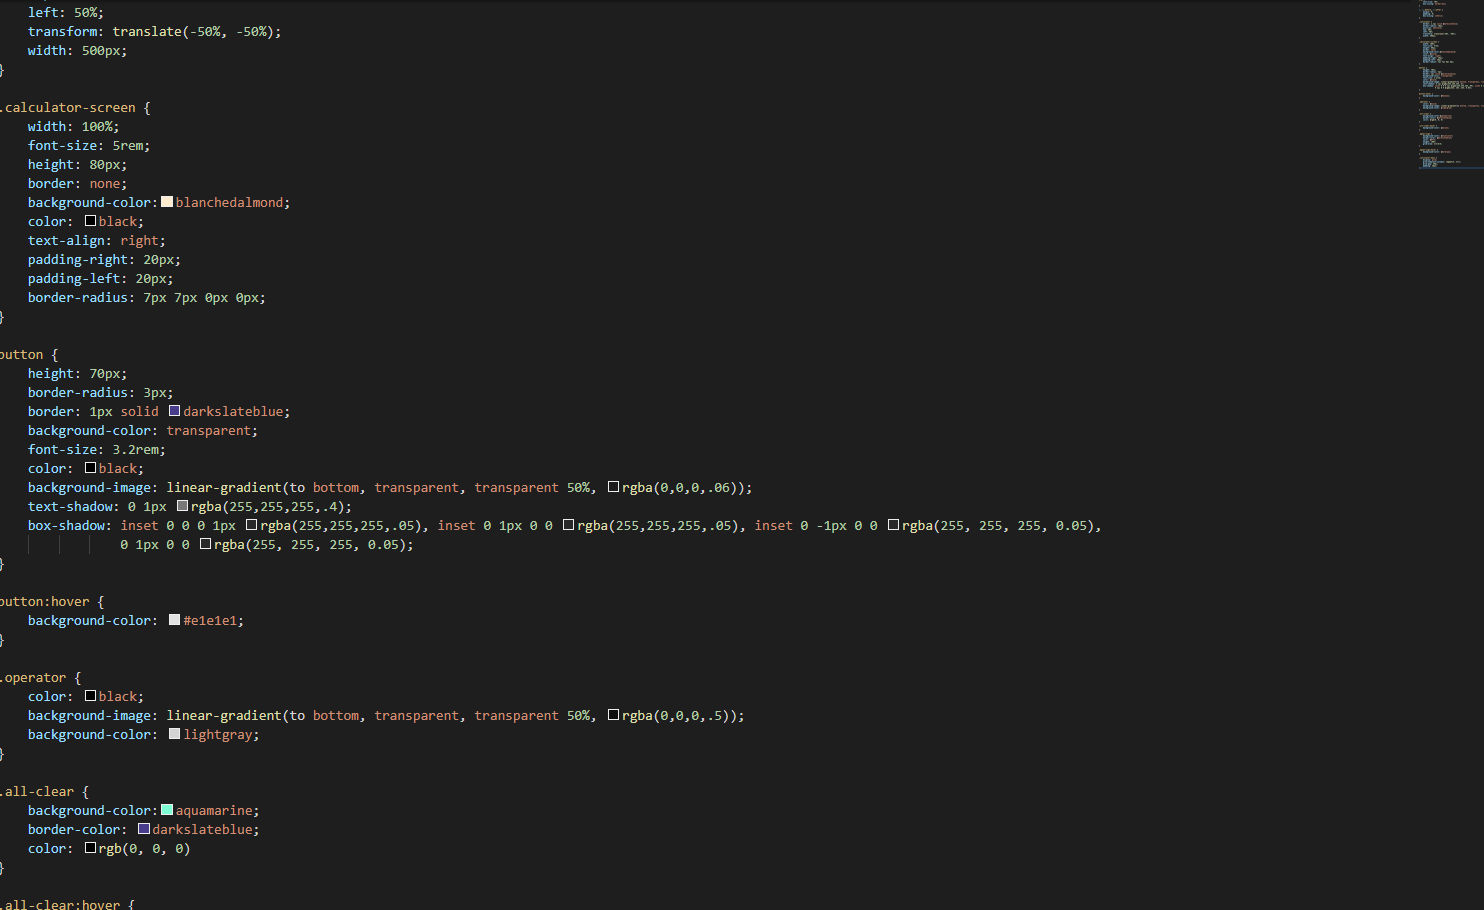 left: 50%;
transform: translate(-50%, -50%);
width: 500px;
}
.calculator-screen {
width: 100%;
font-size: 5rem;
height: 80px;
border: none;
background-color: blanchedalmond;
color: black;
text-align: right;
padding-right: 20px;
padding-left: 20px;
border-radius: 7px 7px 0px 0px;
}
button {
height: 70px;
border-radius: 3px;
border: 1px solid darkslateblue;
background-color: transparent;
font-size: 3.2rem;
color: black;
background-image: linear-gradient(to bottom, transparent, transparent 50%, rgba(0,0,0,.06));
text-shadow: 0 1px rgba(255,255,255,.4);
box-shadow: inset 0 0 0 1px rgba(255,255,255,.05), inset 0 1px 0 0 rgba(255,255,255,.05), inset 0 -1px 0 0 rgba(255, 255, 255, 0.05),
0 1px 0 0 rgba(255, 255, 255, 0.05);
}
button:hover {
background-color: #e1e1e1;
}
.operator {
color: black;
background-image: linear-gradient(to bottom, transparent, transparent 50%, rgba(0,0,0,.5));
background-color: lightgray;
}
.all-clear {
background-color: aquamarine;
border-color: darkslateblue;
color: rgb(0, 0, 0)
}
.all-clear:hover {